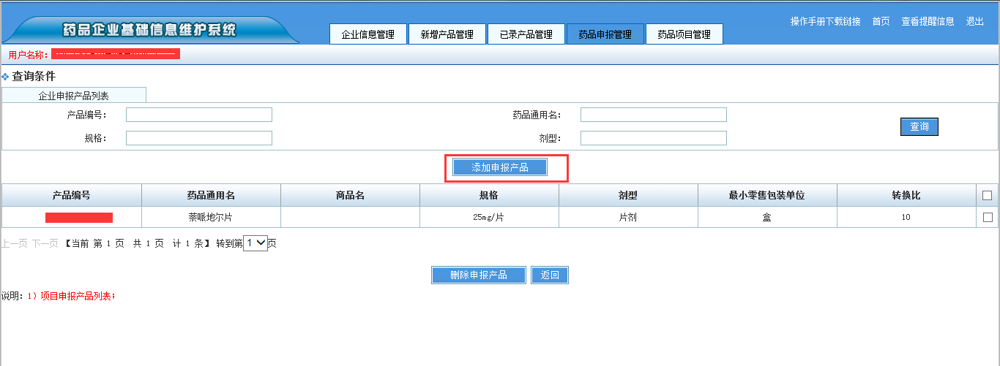 药品企业基础信息维护系统
企业信息管理 新增产品管理 已录产品管理 药品申报管理 药品项目管理
操作手册下载链接 首页 查看提醒信息 退出
用户名称:
查询条件
企业申报产品列表
产品编号: 药品通用名:
规格: 剂型:
查询
添加申报产品
产品编号 药品通用名 商品名 规格 剂型 最小零售包装单位 转换比
萘哌地尔片 25mg/片 片剂 盒 10
上一页 下一页 【当前 第 1 页 共 1 页 计 1 条】 转到第 1 页
删除申报产品 返回
说明:1)项目申报产品列表;